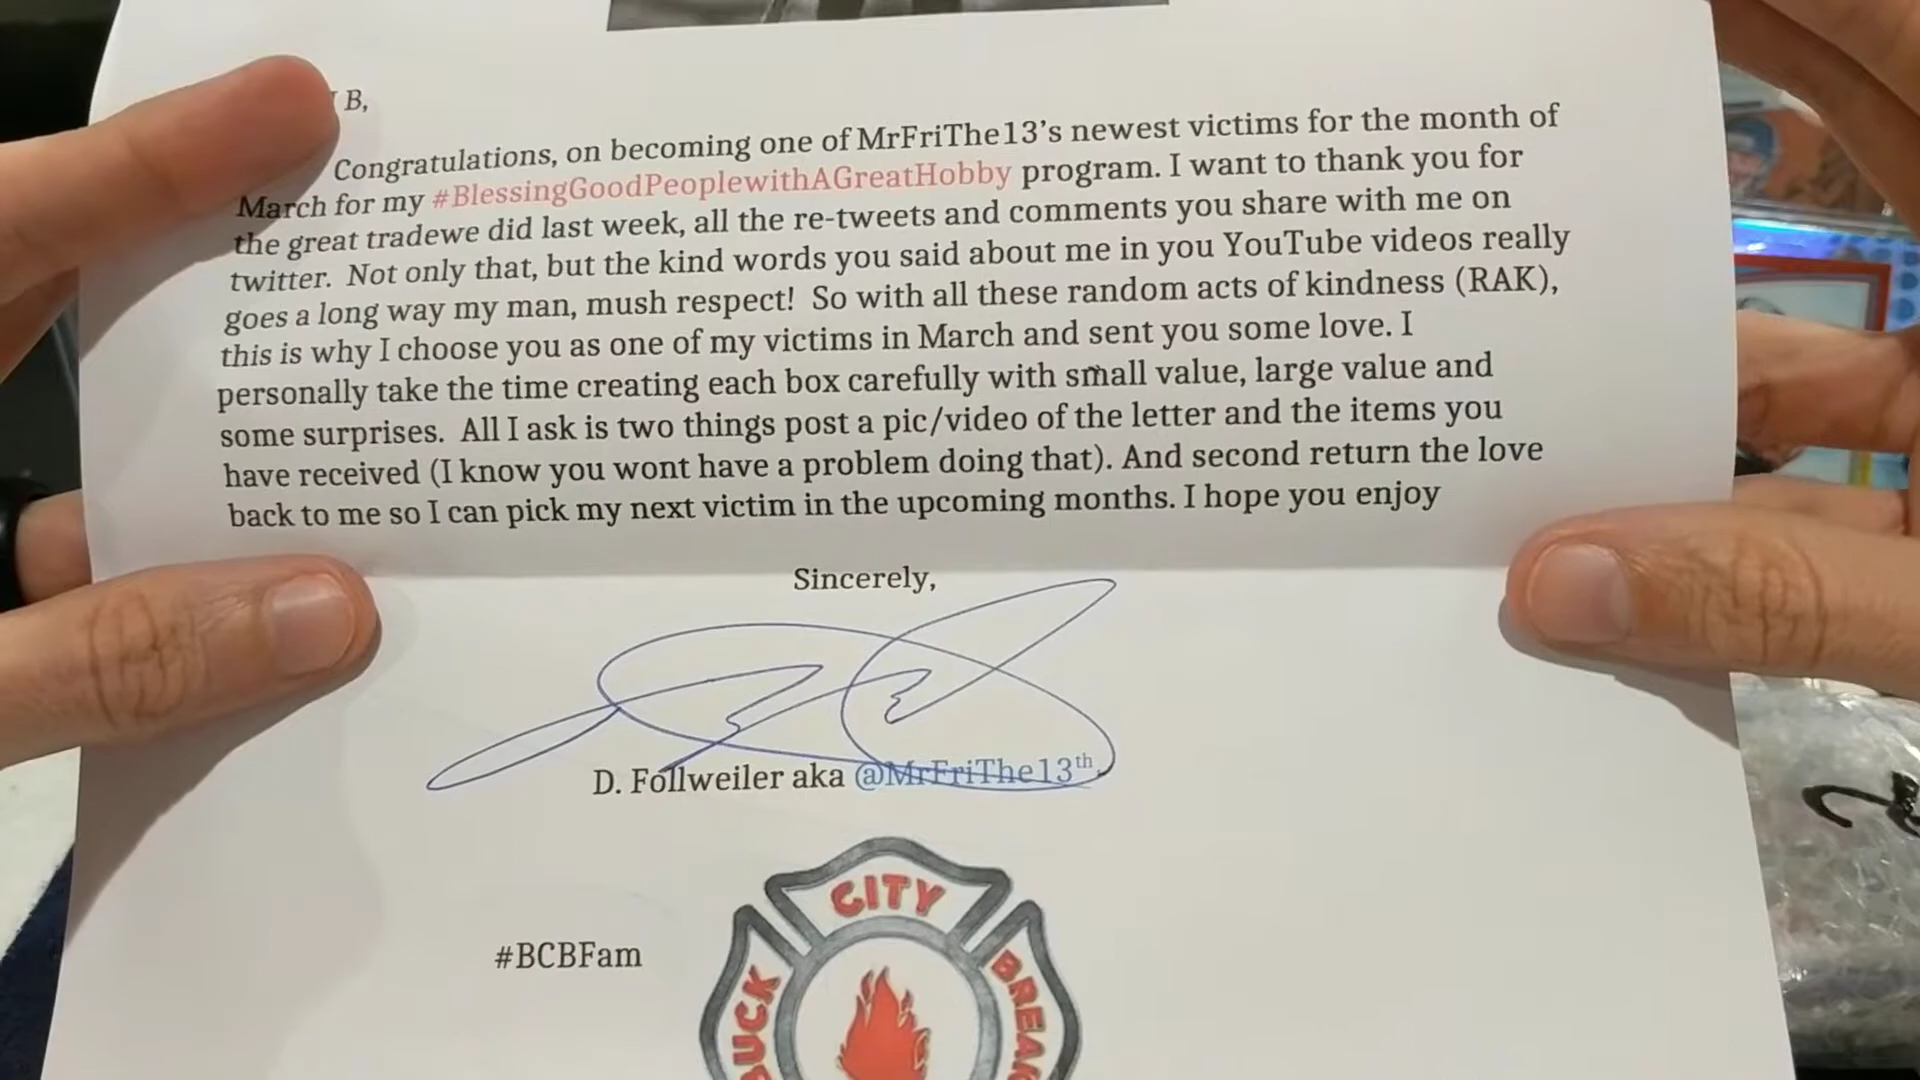 B,
Congratulations, on becoming one of MrFriThe13's newest victims for the month of
March for my #BlessingGoodPeoplewithAGreatHobby program. I want to thank you for
the great tradewe did last week, all the re-tweets and comments you share with me on
twitter. Not only that, but the kind words you said about me in you YouTube videos really
goes a long way my man, mush respect! So with all these random acts of kindness (RAK),
this is why I choose you as one of my victims in March and sent you some love. I
personally take the time creating each box carefully with small value, large value and
some surprises. All I ask is two things post a pic/video of the letter and the items you
have received (I know you wont have a problem doing that). And second return the love
back to me so I can pick my next victim in the upcoming months. I hope you enjoy
Sincerely,
D. Follweiler aka @MrFriThe13th
#BCBFam
CITY